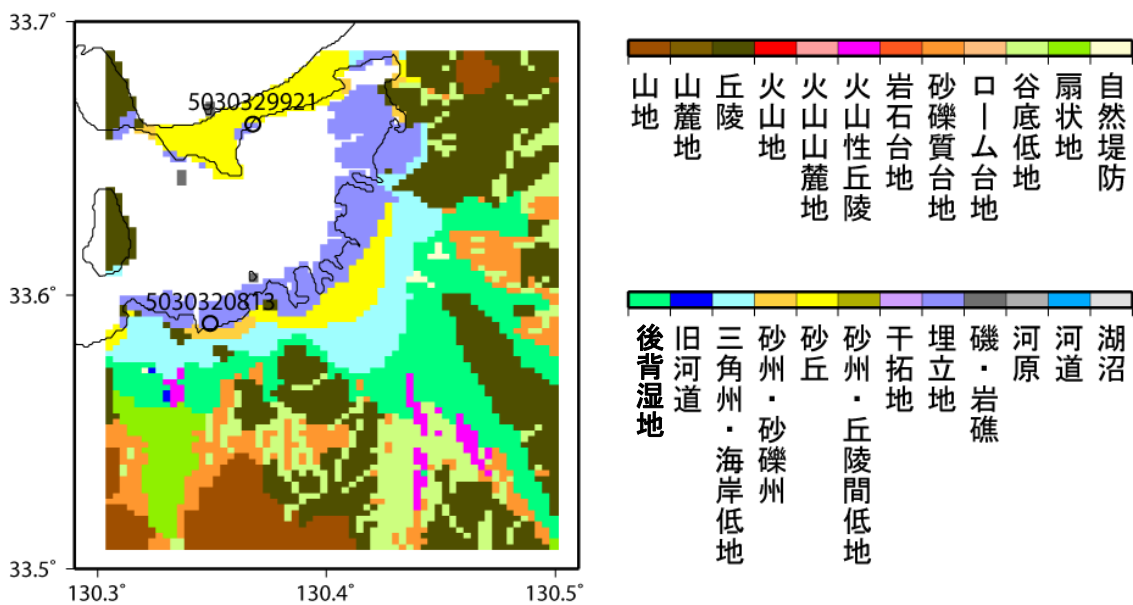 33.7˚
33.6˚
33.5˚
130.3˚
130.4˚
130.5˚
5030329921
5030320813
山地
山麓地
丘陵
火山地
火山山麓地
火山性丘陵
岩石台地
砂礫質台地
ローム台地
谷底低地
扇状地
自然堤防
後背湿地
旧河道
三角州・海岸低地
砂州・砂礫州
砂丘
砂州・丘陵間低地
干拓地
埋立地
磯・岩礁
河原
河道
湖沼